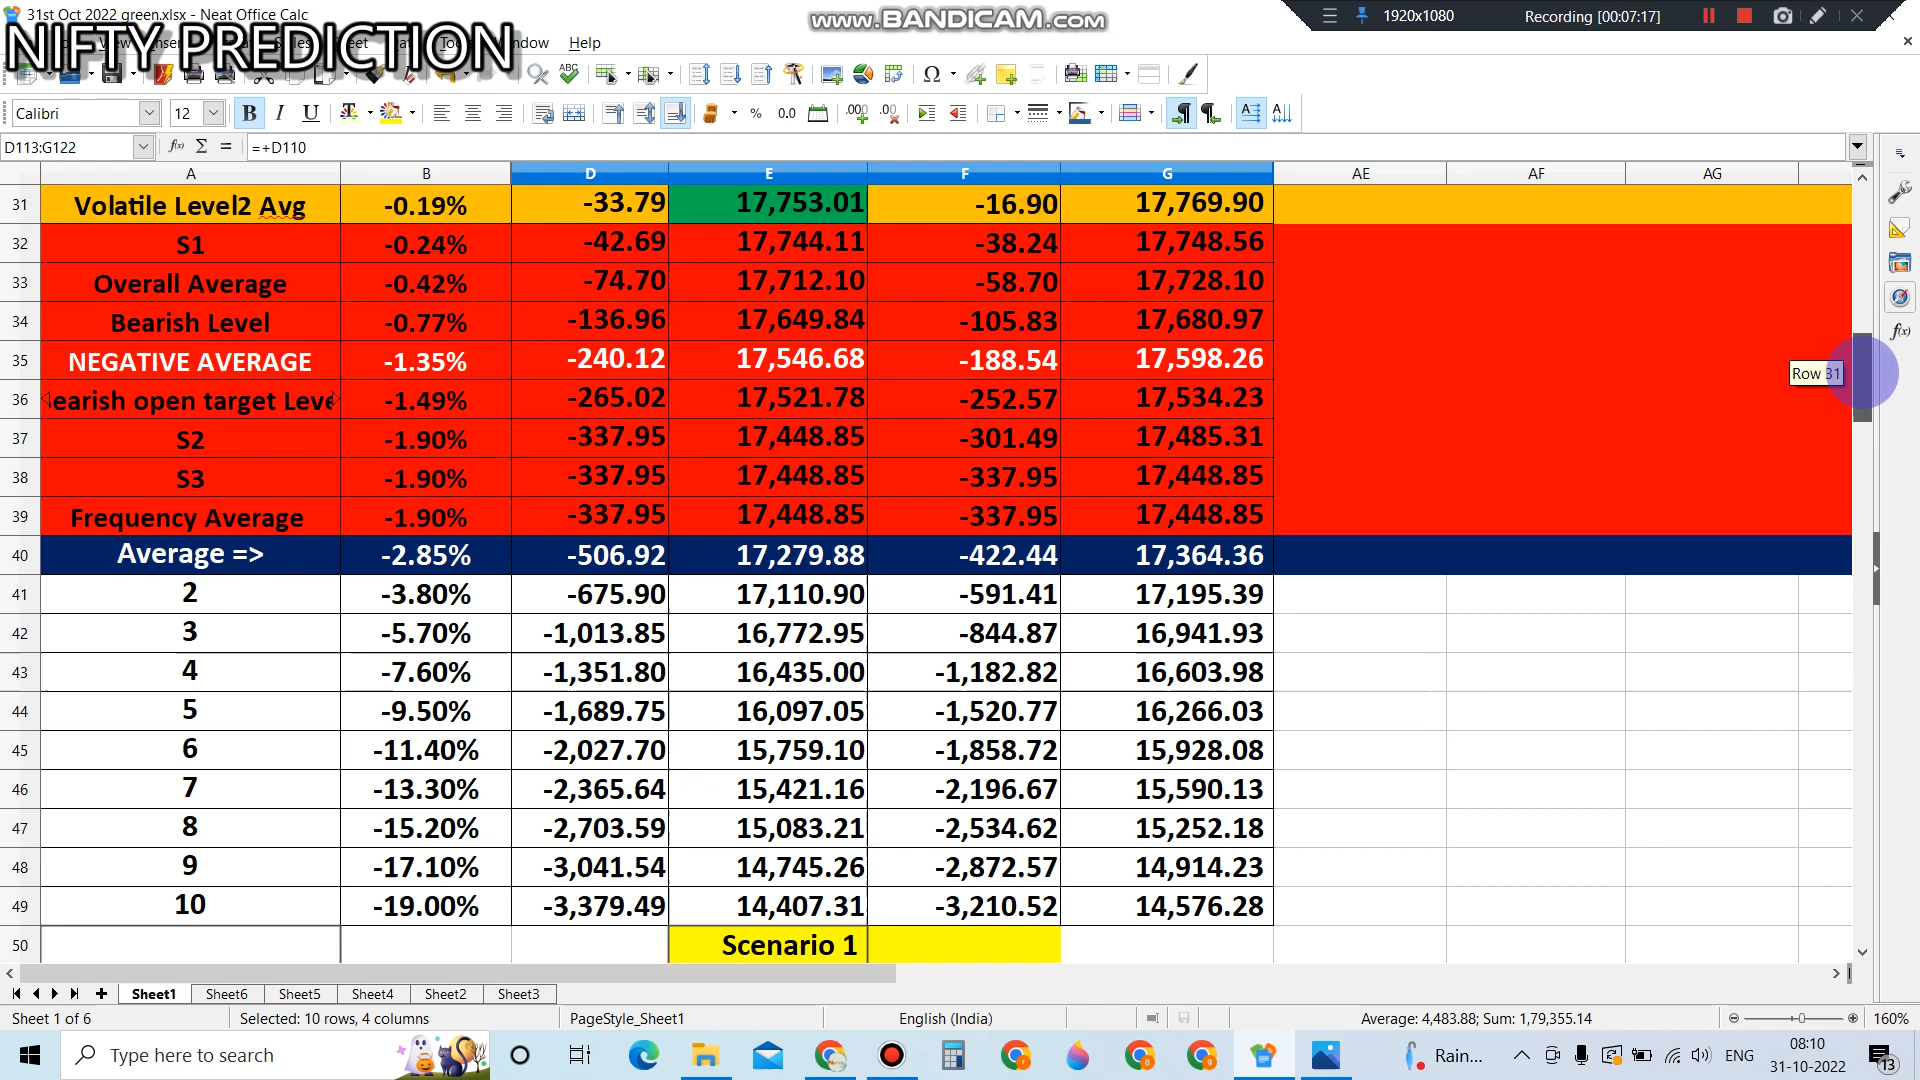 31st Oct 2022 green.xlsx - Neat Office Calc
www.BANDICAM.com
1920x1080
Recording [00:07:17]
NIFTY PREDICTION
Window Help
Calibri 12
D113:G122 =+D110
A B D E F G AE AF AG
31 Volatile Level2 Avg -0.19% -33.79 17,753.01 -16.90 17,769.90
32 S1 -0.24% -42.69 17,744.11 -38.24 17,748.56
33 Overall Average -0.42% -74.70 17,712.10 -58.70 17,728.10
34 Bearish Level -0.77% -136.96 17,649.84 -105.83 17,680.97
35 NEGATIVE AVERAGE -1.35% -240.12 17,546.68 -188.54 17,598.26
36 earish open target Leve -1.49% -265.02 17,521.78 -252.57 17,534.23
37 S2 -1.90% -337.95 17,448.85 -301.49 17,485.31
38 S3 -1.90% -337.95 17,448.85 -337.95 17,448.85
39 Frequency Average -1.90% -337.95 17,448.85 -337.95 17,448.85
40 Average => -2.85% -506.92 17,279.88 -422.44 17,364.36
41 2 -3.80% -675.90 17,110.90 -591.41 17,195.39
42 3 -5.70% -1,013.85 16,772.95 -844.87 16,941.93
43 4 -7.60% -1,351.80 16,435.00 -1,182.82 16,603.98
44 5 -9.50% -1,689.75 16,097.05 -1,520.77 16,266.03
45 6 -11.40% -2,027.70 15,759.10 -1,858.72 15,928.08
46 7 -13.30% -2,365.64 15,421.16 -2,196.67 15,590.13
47 8 -15.20% -2,703.59 15,083.21 -2,534.62 15,252.18
48 9 -17.10% -3,041.54 14,745.26 -2,872.57 14,914.23
49 10 -19.00% -3,379.49 14,407.31 -3,210.52 14,576.28
50 Scenario 1
Row 31
Sheet1 Sheet6 Sheet5 Sheet4 Sheet2 Sheet3
Sheet 1 of 6 Selected: 10 rows, 4 columns PageStyle_Sheet1 English (India) Average: 4,483.88; Sum: 1,79,355.14 160%
Type here to search
Rain... ENG 08:10
31-10-2022
13